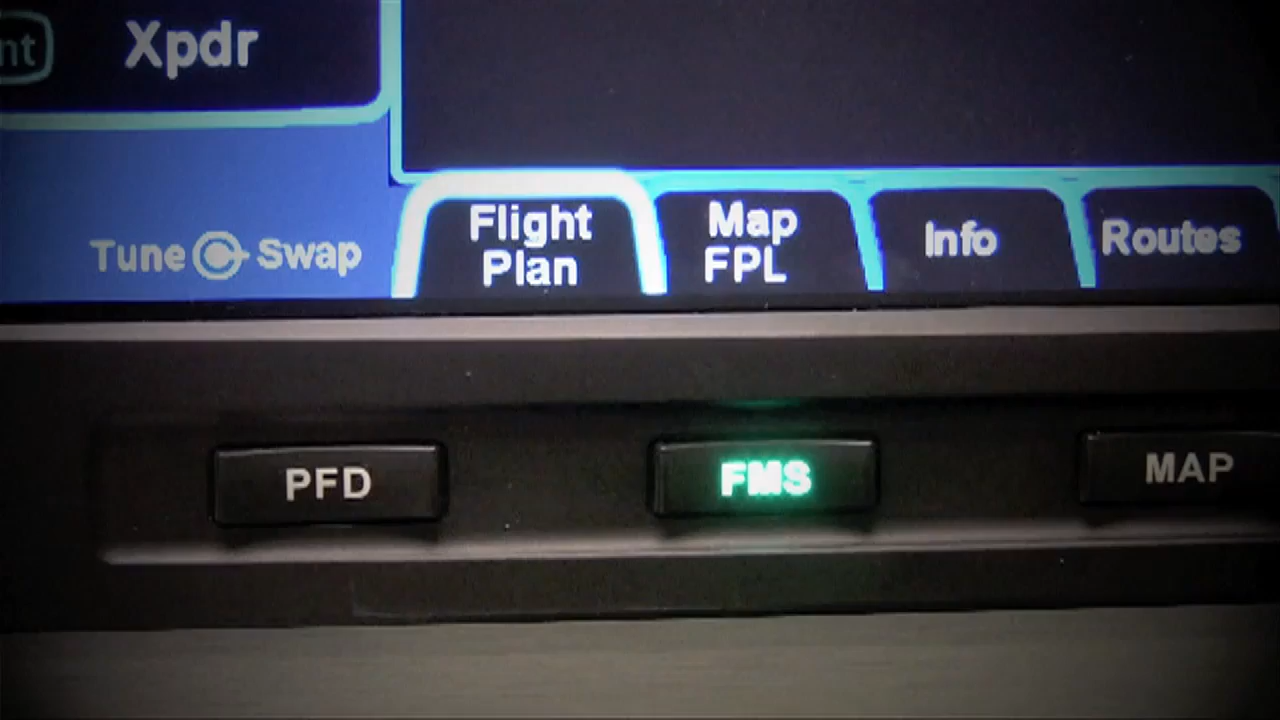 nt
Xpdr
Tune Swap
Flight
Plan
Map
FPL
Info
Routes
PFD
FMS
MAP